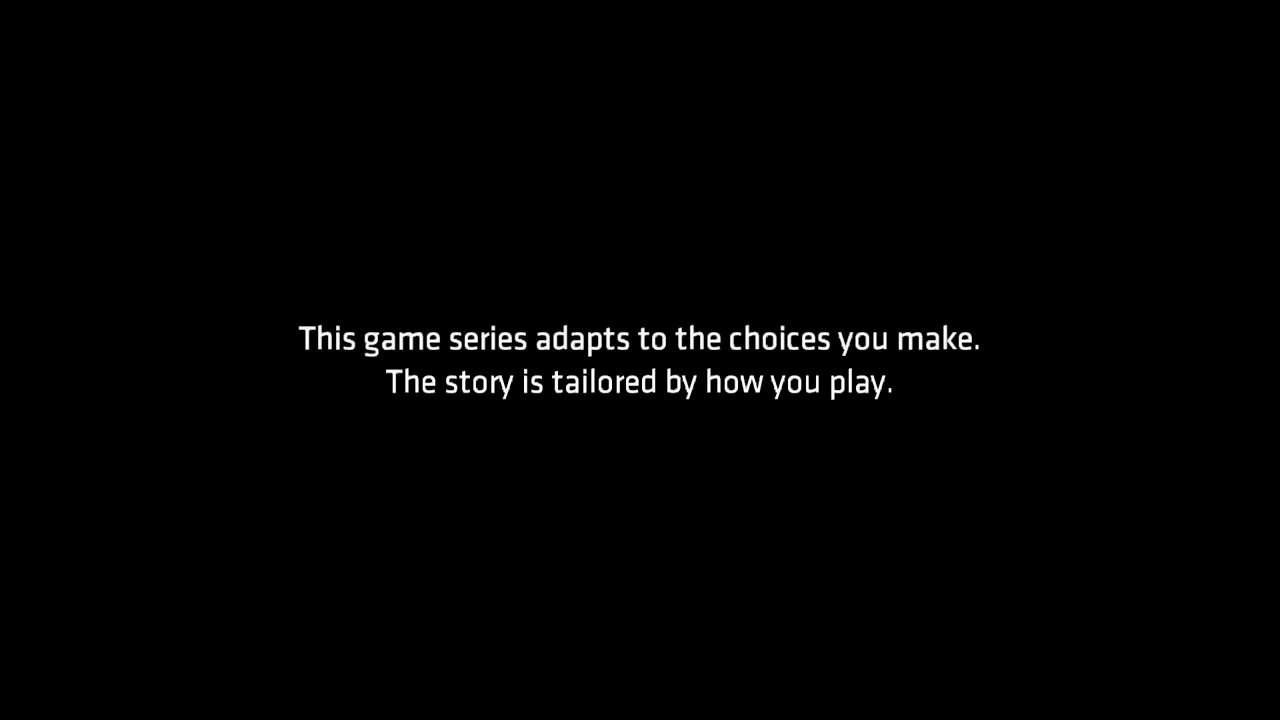 This game series adapts to the choices you make.
The story is tailored by how you play.